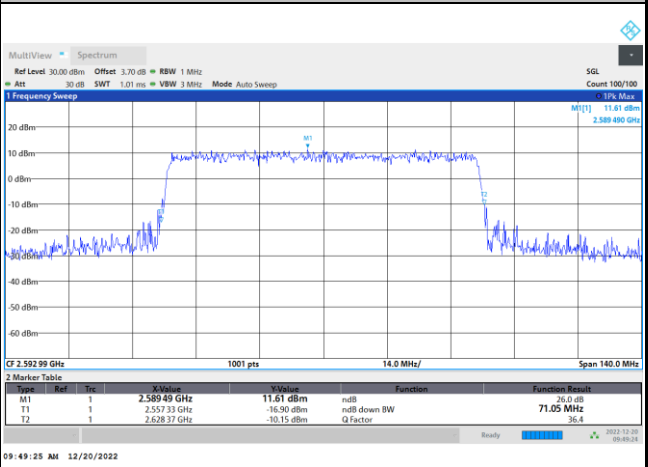 MultiView Spectrum
Ref Level 30.00 dBm Offset 3.70 dB RBW 1 MHz SGL
Att 30 dB SWT 1.01 ms VBW 3 MHz Mode Auto Sweep Count 100/100
1 Frequency Sweep 1Pk Max
M1[1] 11.61 dBm
2.589 490 GHz
20 dBm
M1
10 dBm
0 dBm
-10 dBm
T2
-20 dBm
-30 dBm
-40 dBm
-50 dBm
-60 dBm
CF 2.592 99 GHz 1001 pts 14.0 MHz/ Span 140.0 MHz
2 Marker Table
Type Ref Trc X-Value Y-Value Function Function Result
M1 1 2.589 49 GHz 11.61 dBm ndB 26.0 dB
T1 1 2.557 33 GHz -16.90 dBm ndB down BW 71.05 MHz
T2 1 2.628 37 GHz -10.15 dBm Q Factor 36.4
Ready 2022-12-20
09:49:24
09:49:25 AM 12/20/2022